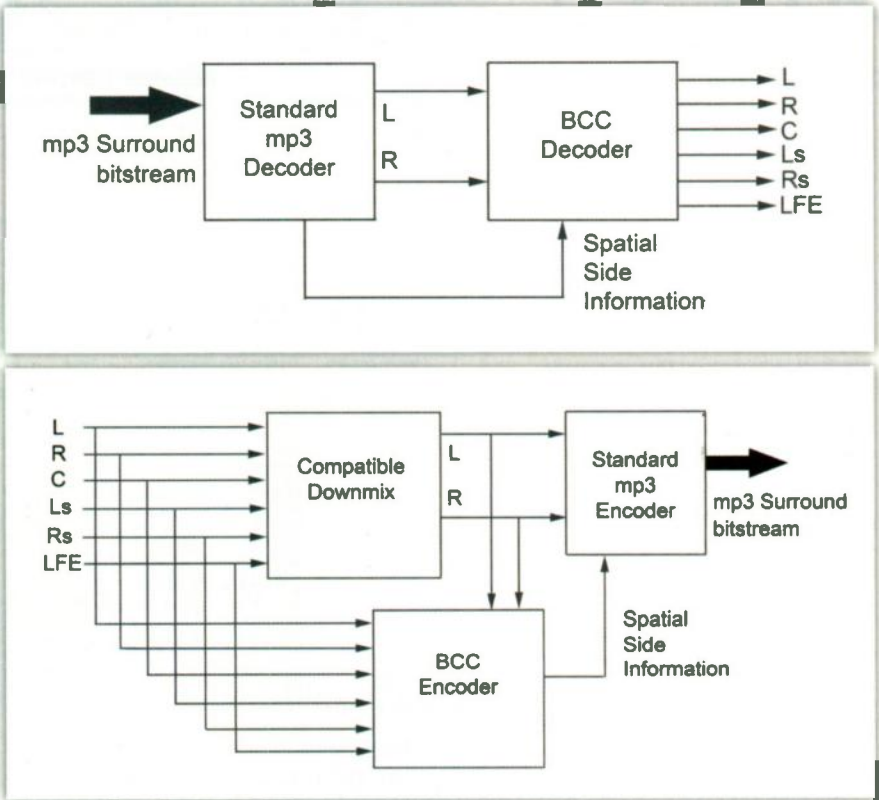 mp3 Surround
bitstream
Standard
mp3
Decoder
L
R
BCC
Decoder
L
R
C
Ls
Rs
LFE
Spatial
Side
Information
L
R
C
Ls
Rs
LFE
Compatible
Downmix
L
R
Standard
mp3
Encoder
mp3 Surround
bitstream
BCC
Encoder
Spatial
Side
Information